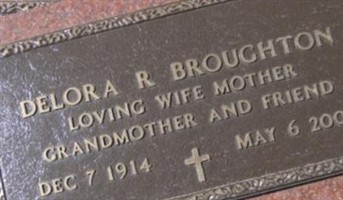 DELORA R BROUGHTON
LOVING WIFE MOTHER
GRANDMOTHER AND FRIEND
DEC 7 1914 MAY 6 200